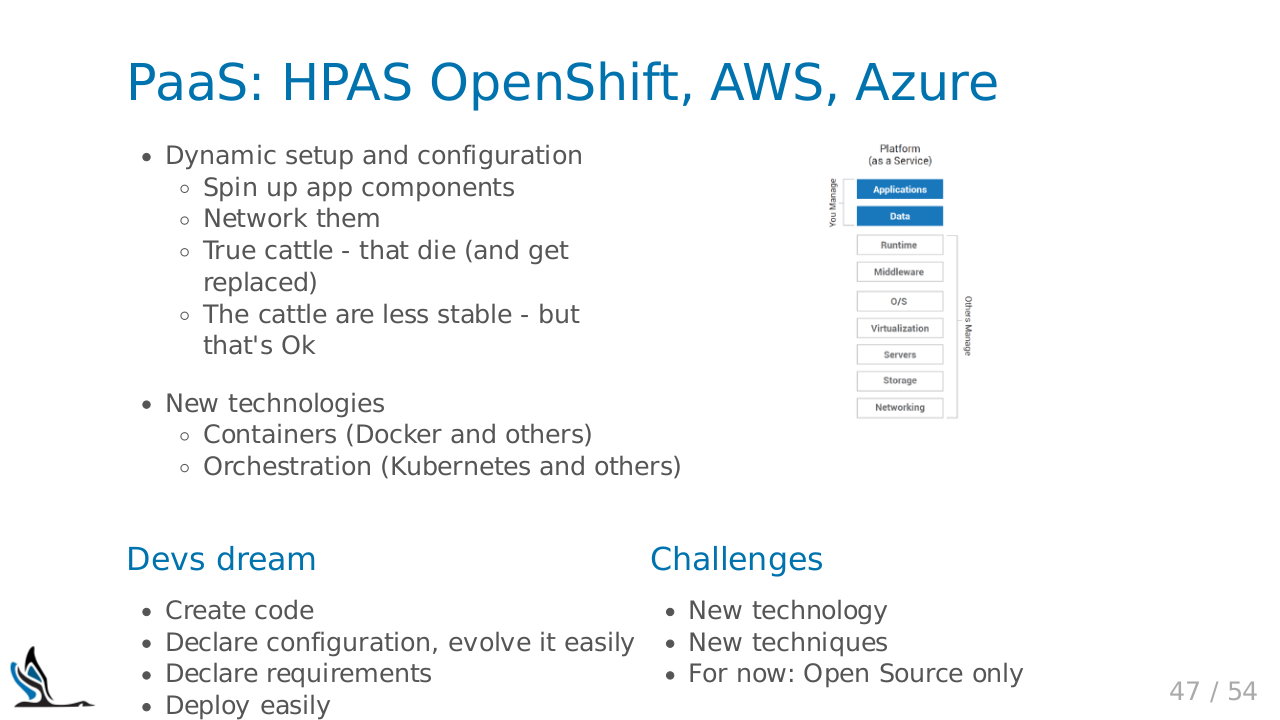 PaaS: HPAS OpenShift, AWS, Azure
Dynamic setup and configuration
Spin up app components
Network them
True cattle - that die (and get
replaced)
The cattle are less stable - but
that's Ok
New technologies
Containers (Docker and others)
Orchestration (Kubernetes and others)
Platform
(as a Service)
You Manage
Applications
Data
Runtime
Middleware
O/S
Virtualization
Servers
Storage
Networking
Others Manage
Devs dream
Create code
Declare configuration, evolve it easily
Declare requirements
Deploy easily
Challenges
New technology
New techniques
For now: Open Source only
47 / 54